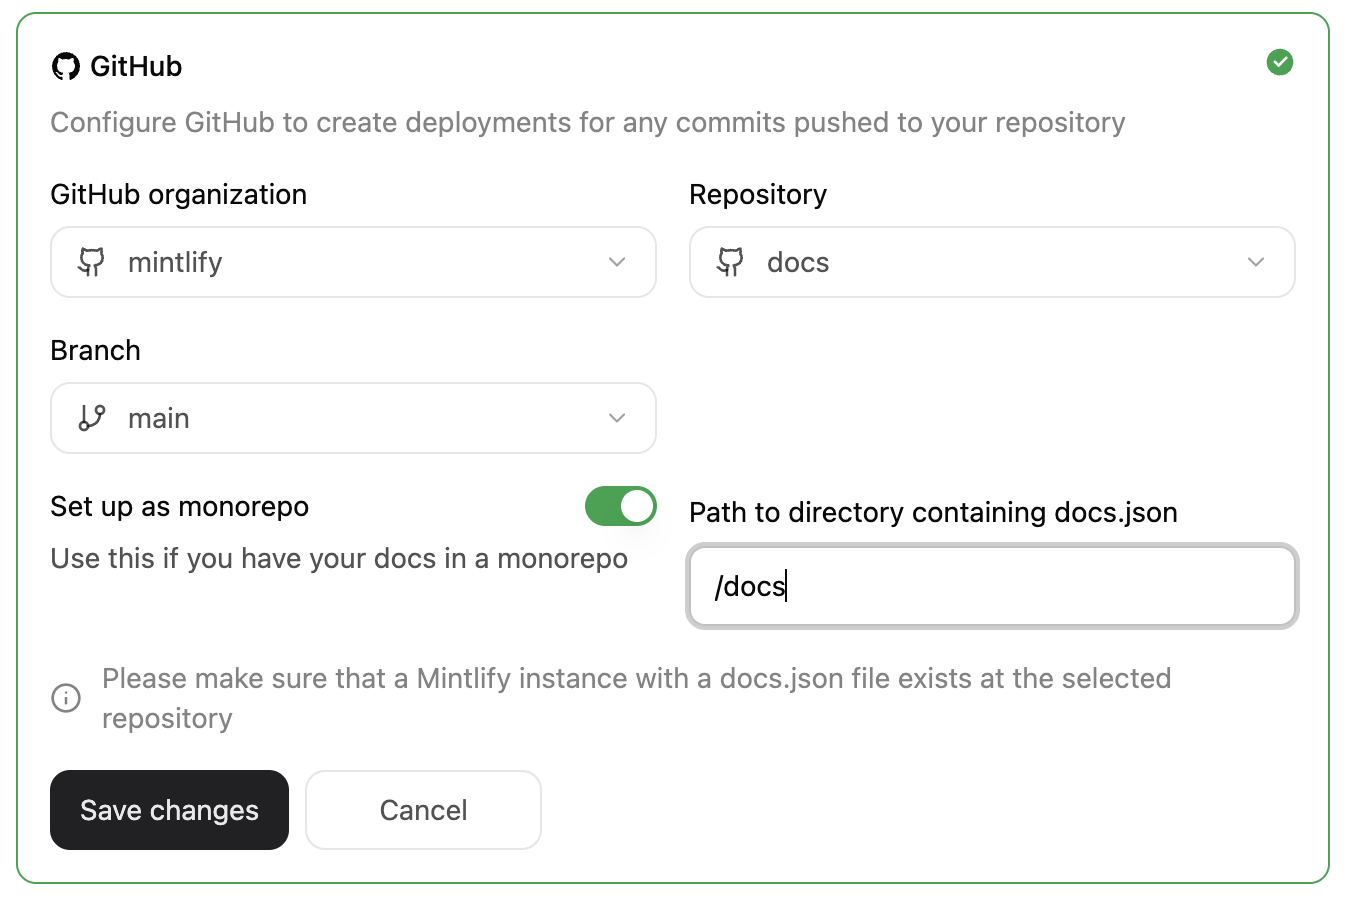 GitHub
Configure GitHub to create deployments for any commits pushed to your repository
GitHub organization
Repository
mintlify
docs
Branch
main
Set up as monorepo
Path to directory containing docs.json
Use this if you have your docs in a monorepo
/docs
Please make sure that a Mintlify instance with a docs.json file exists at the selected
repository
Save changes
Cancel